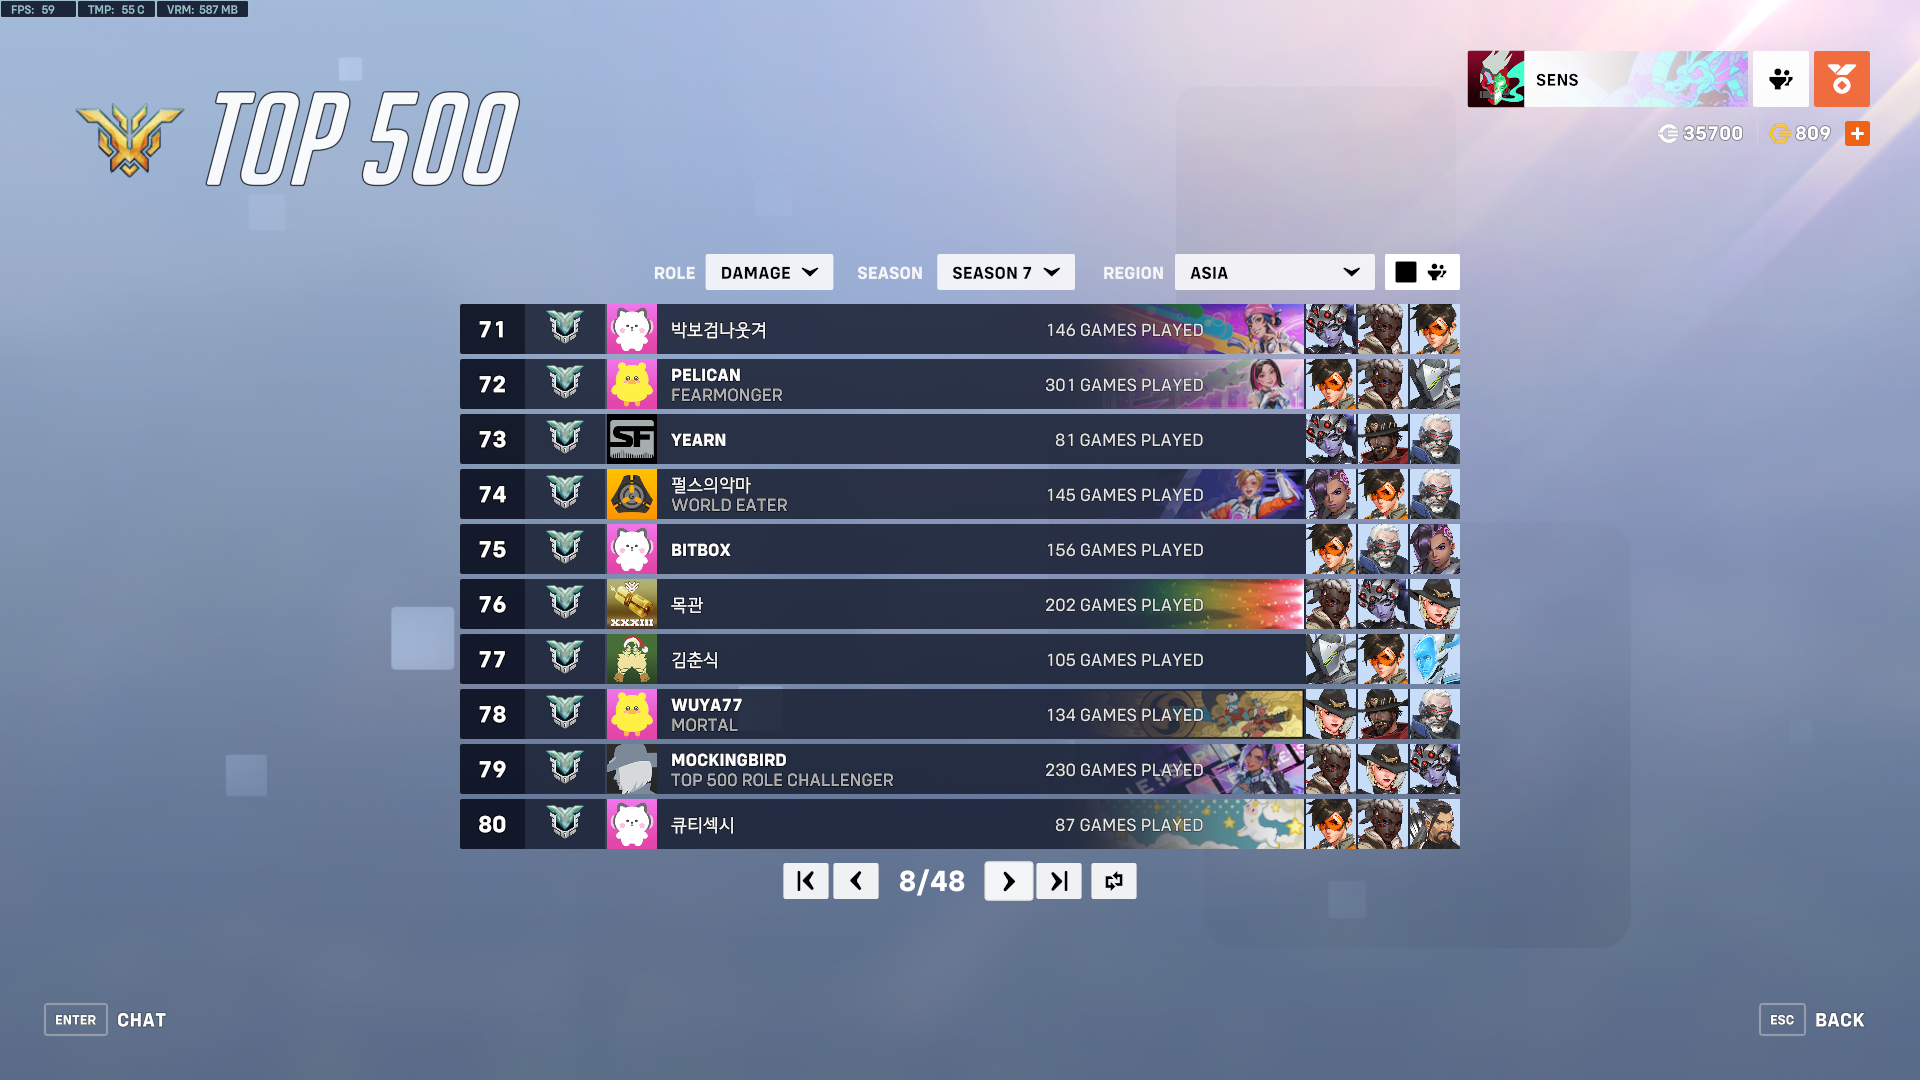 FPS: 59 TMP: 55 C VRM: 587 MB
TOP 500
SENS
35700 809
ROLE DAMAGE SEASON SEASON 7 REGION ASIA
71 박보검나웃겨 146 GAMES PLAYED
72 PELICAN 301 GAMES PLAYED
FEARMONGER
73 SF YEARN 81 GAMES PLAYED
74 펄스의악마 145 GAMES PLAYED
WORLD EATER
75 BITBOX 156 GAMES PLAYED
76 XXXIII 목관 202 GAMES PLAYED
77 김춘식 105 GAMES PLAYED
78 WUYA77 134 GAMES PLAYED
MORTAL
79 MOCKINGBIRD 230 GAMES PLAYED
TOP 500 ROLE CHALLENGER
80 큐티섹시 87 GAMES PLAYED
8/48
ENTER CHAT
ESC BACK